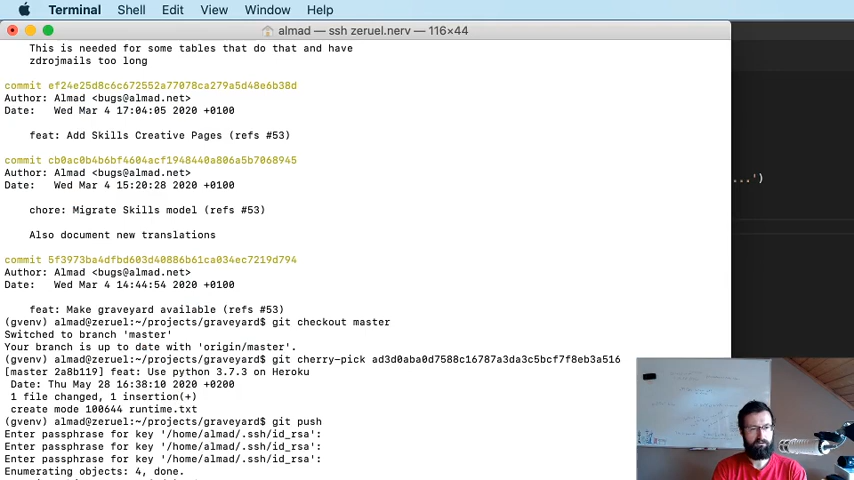 Terminal Shell Edit View Window Help
almad — ssh zeruel.nerv — 116×44
This is needed for some tables that do that and have
zdrojmails too long
commit ef24e25d8c6c672552a77078ca279a5d48e6b38d
Author: Almad <bugs@almad.net>
Date:   Wed Mar 4 17:04:05 2020 +0100
feat: Add Skills Creative Pages (refs #53)
commit cb0ac0b4b6bf4604acf1948440a806a5b7068945
Author: Almad <bugs@almad.net>
Date:   Wed Mar 4 15:20:28 2020 +0100
...')
chore: Migrate Skills model (refs #53)
Also document new translations
commit 5f3973ba4dfbd603d40886b61ca034ec7219d794
Author: Almad <bugs@almad.net>
Date:   Wed Mar 4 14:44:54 2020 +0100
feat: Make graveyard available (refs #53)
(gvenv) almad@zeruel:~/projects/graveyard$ git checkout master
Switched to branch 'master'
Your branch is up to date with 'origin/master'.
(gvenv) almad@zeruel:~/projects/graveyard$ git cherry-pick ad3d0aba0d7588c16787a3da3c5bcf7f8eb3a516
[master 2a8b119] feat: Use python 3.7.3 on Heroku
Date: Thu May 28 16:38:10 2020 +0200
1 file changed, 1 insertion(+)
create mode 100644 runtime.txt
(gvenv) almad@zeruel:~/projects/graveyard$ git push
Enter passphrase for key '/home/almad/.ssh/id_rsa':
Enter passphrase for key '/home/almad/.ssh/id_rsa':
Enter passphrase for key '/home/almad/.ssh/id_rsa':
Enumerating objects: 4, done.